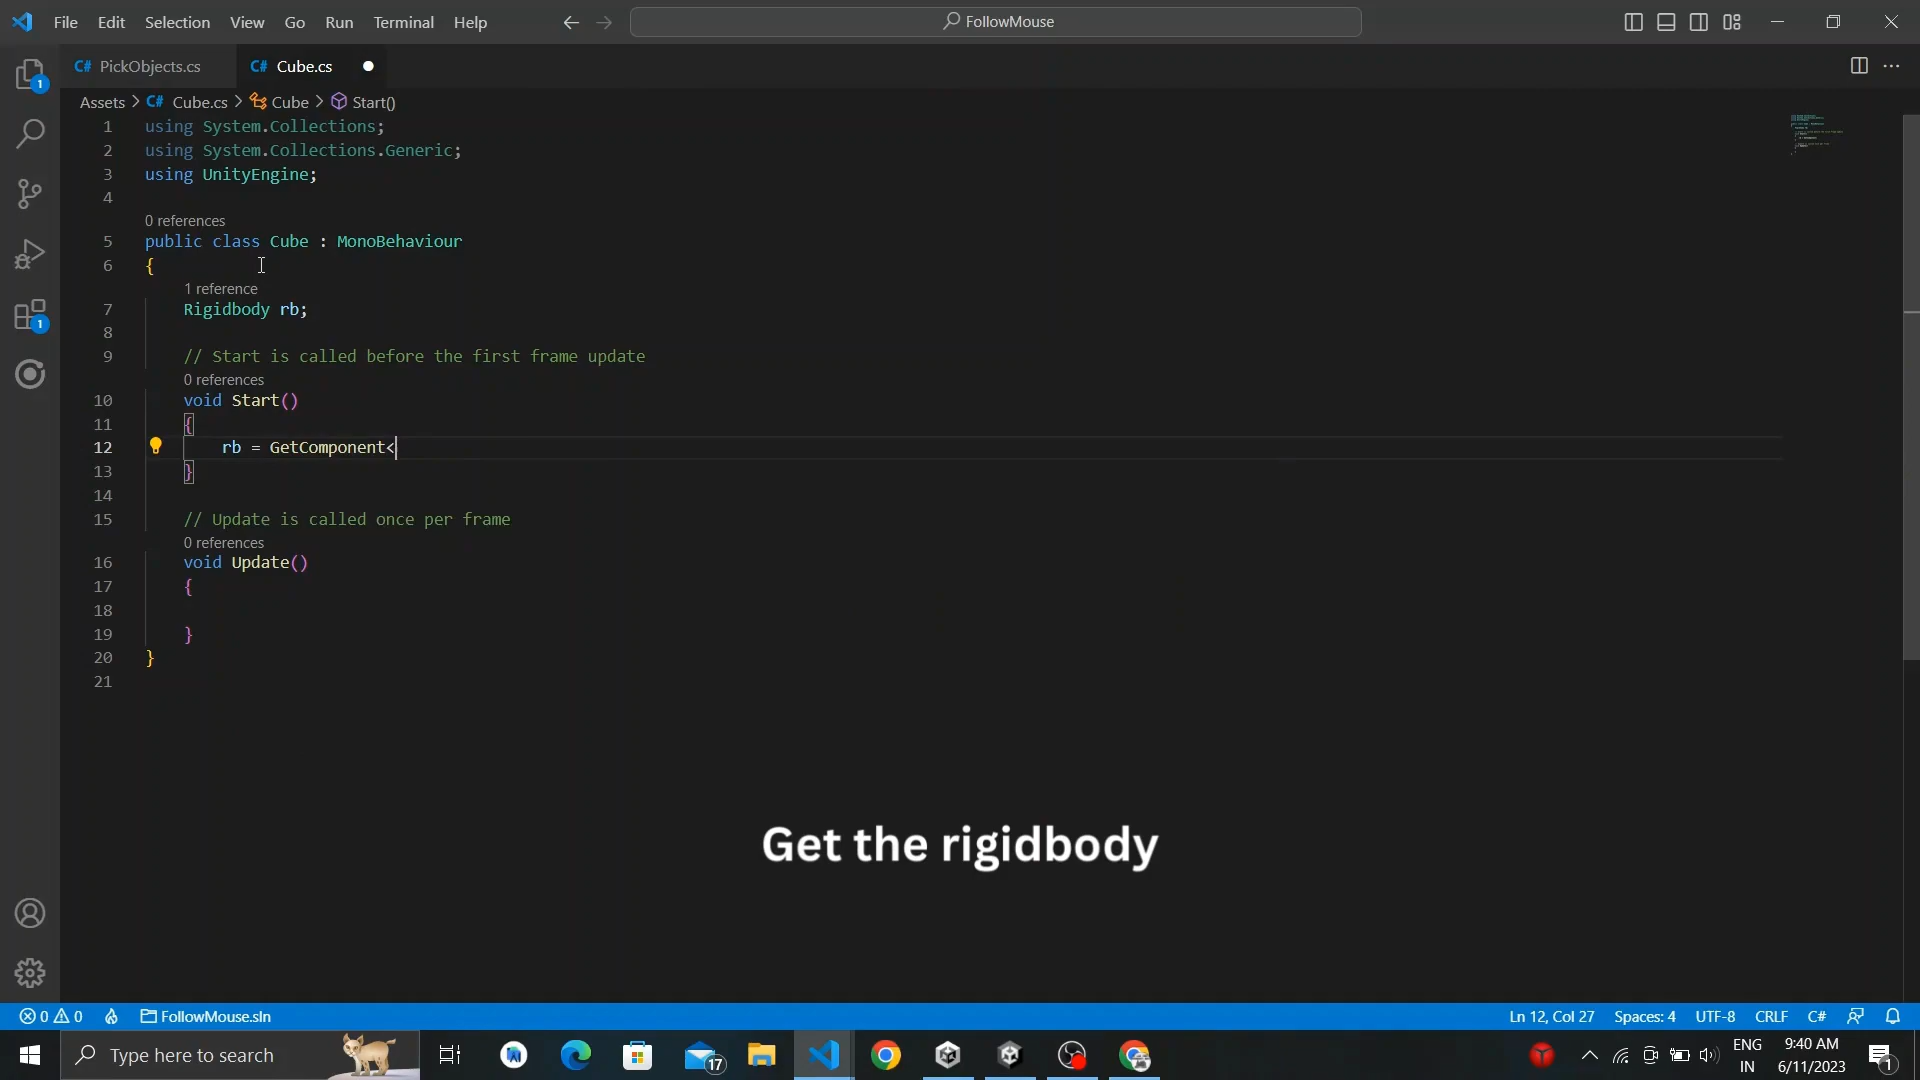 File Edit Selection View Go Run Terminal Help FollowMouse
C# PickObjects.cs C# Cube.cs
Assets > C# Cube.cs > Cube > Start()
1 using System.Collections;
2 using System.Collections.Generic;
3 using UnityEngine;
4
0 references
5 public class Cube : MonoBehaviour
6 {
1 reference
7 Rigidbody rb;
8
9 // Start is called before the first frame update
0 references
10 void Start()
11 {
12 rb = GetComponent<
13 }
14
15 // Update is called once per frame
0 references
16 void Update()
17 {
18
19 }
20 }
21
Get the rigidbody
1
1
0 0 FollowMouse.sln Ln 12, Col 27 Spaces: 4 UTF-8 CRLF C#
Type here to search 17 ENG IN 9:40 AM 6/11/2023 1